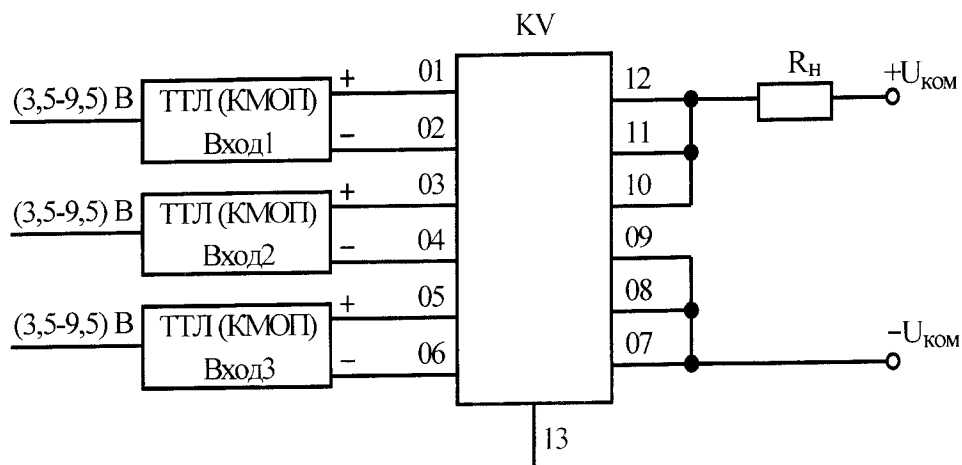 KV
(3,5-9,5) В
ТТЛ (КМОП)
Вход1
+
−
01
02
(3,5-9,5) В
ТТЛ (КМОП)
Вход2
+
−
03
04
(3,5-9,5) В
ТТЛ (КМОП)
Вход3
+
−
05
06
12
11
10
09
08
07
13
Rн
+Uком
−Uком